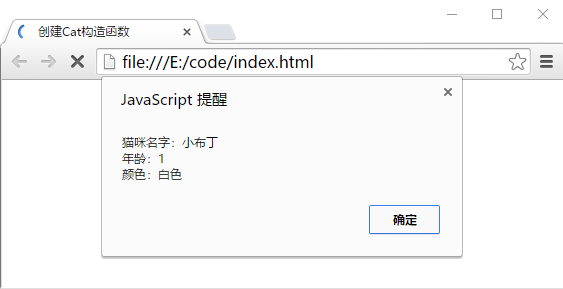 创建Cat构造函数
file:///E:/code/index.html
JavaScript 提醒
猫咪名字：小布丁
年龄：1
颜色：白色
确定